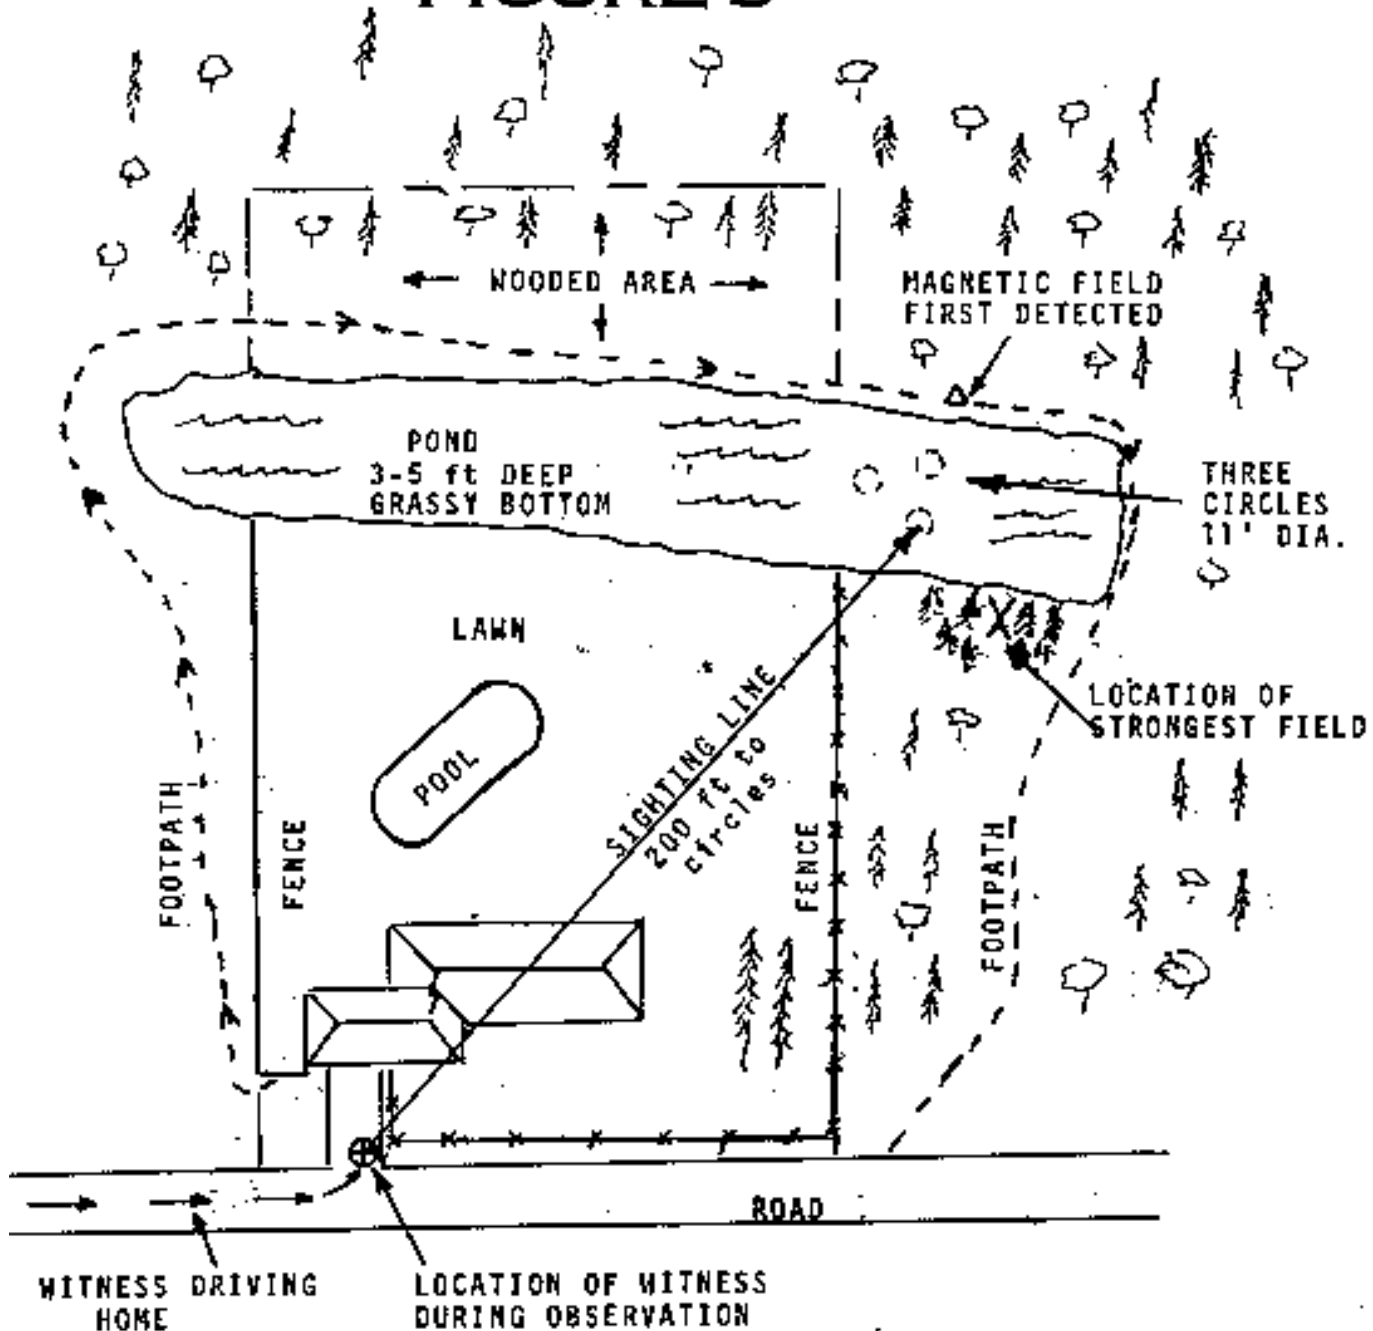 WOODED AREA
MAGNETIC FIELD
FIRST DETECTED
POND
3-5 ft DEEP
GRASSY BOTTOM
THREE
CIRCLES
11' DIA.
LAWN
LOCATION OF
STRONGEST FIELD
POOL
SIGHTING LINE
200 ft to
circles
FOOTPATH
FENCE
FENCE
FOOTPATH
ROAD
WITNESS DRIVING
HOME
LOCATION OF WITNESS
DURING OBSERVATION